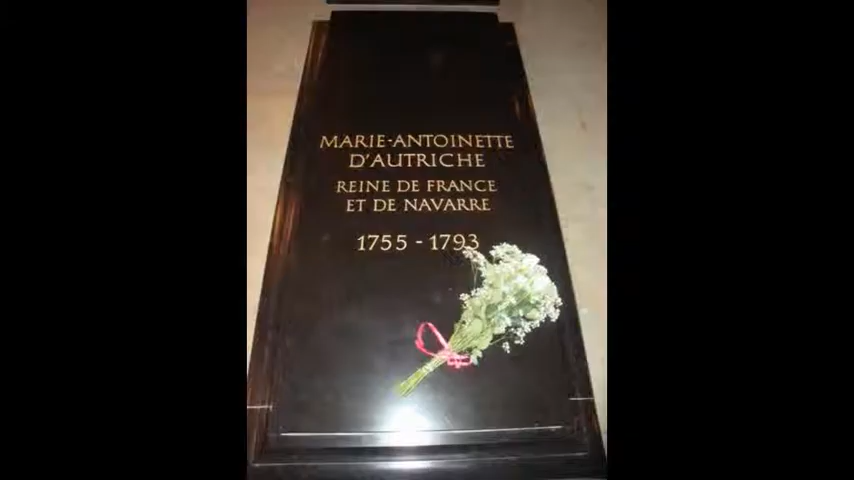 MARIE-ANTOINETTE
D'AUTRICHE
REINE DE FRANCE
ET DE NAVARRE
1755 - 1793